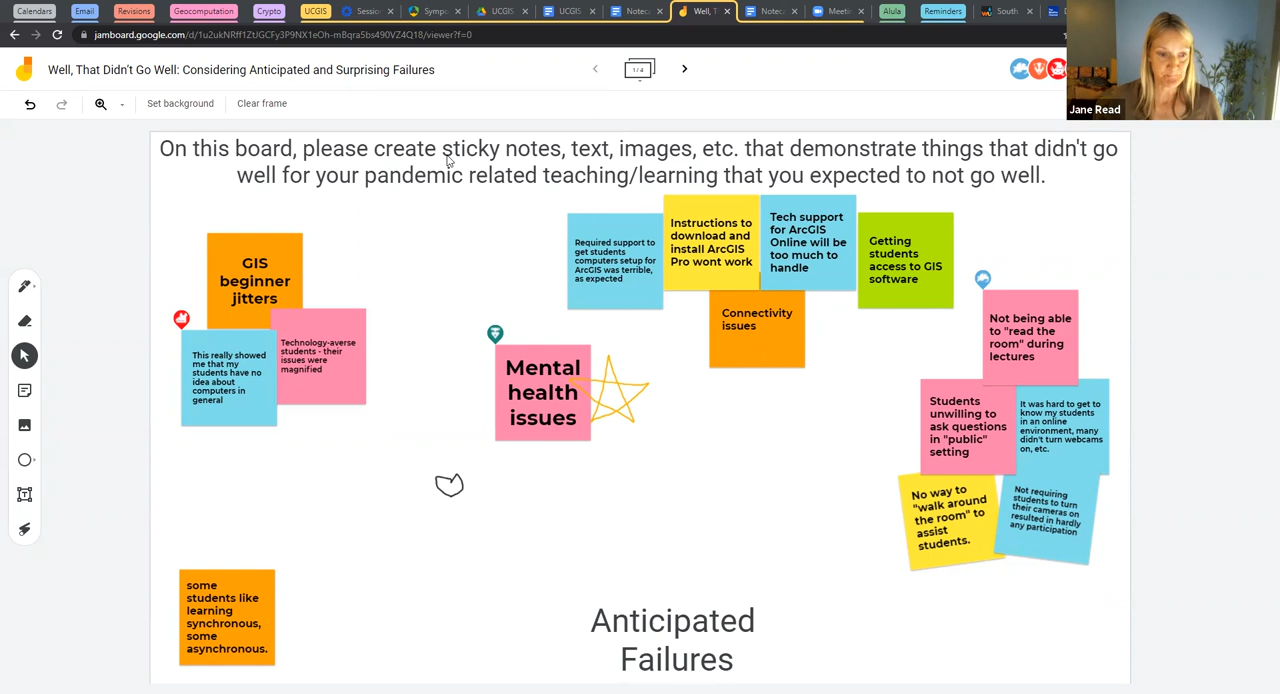 Calendars Email Revisions Geocomputation Crypto UCGIS Sessio Sympo UCGIS UCGIS Noteca Well, T Noteca Meeti Alula Reminders South D
jamboard.google.com/d/1u2ukNRff1ZtJGCFy3P9NX1eOh-mBqra5bs490VZ4Q18/viewer?f=0
Well, That Didn't Go Well: Considering Anticipated and Surprising Failures
1 / 4
Set background Clear frame
Jane Read
On this board, please create sticky notes, text, images, etc. that demonstrate things that didn't go
well for your pandemic related teaching/learning that you expected to not go well.
GIS
beginner
jitters
This really showed
me that my
students have no
idea about
computers in
general
Technology-averse
students - their
issues were
magnified
Mental
health
issues
Required support to
get students
computers setup for
ArcGIS was terrible,
as expected
Instructions to
download and
install ArcGIS
Pro wont work
Tech support
for ArcGIS
Online will be
too much to
handle
Getting
students
access to GIS
software
Connectivity
issues
Not being able
to "read the
room" during
lectures
Students
unwilling to
ask questions
in "public"
setting
It was hard to get to
know my students
in an online
environment, many
didn't turn webcams
on, etc.
No way to
"walk around
the room" to
assist
students.
Not requiring
students to turn
their cameras on
resulted in hardly
any participation
some
students like
learning
synchronous,
some
asynchronous.
Anticipated
Failures